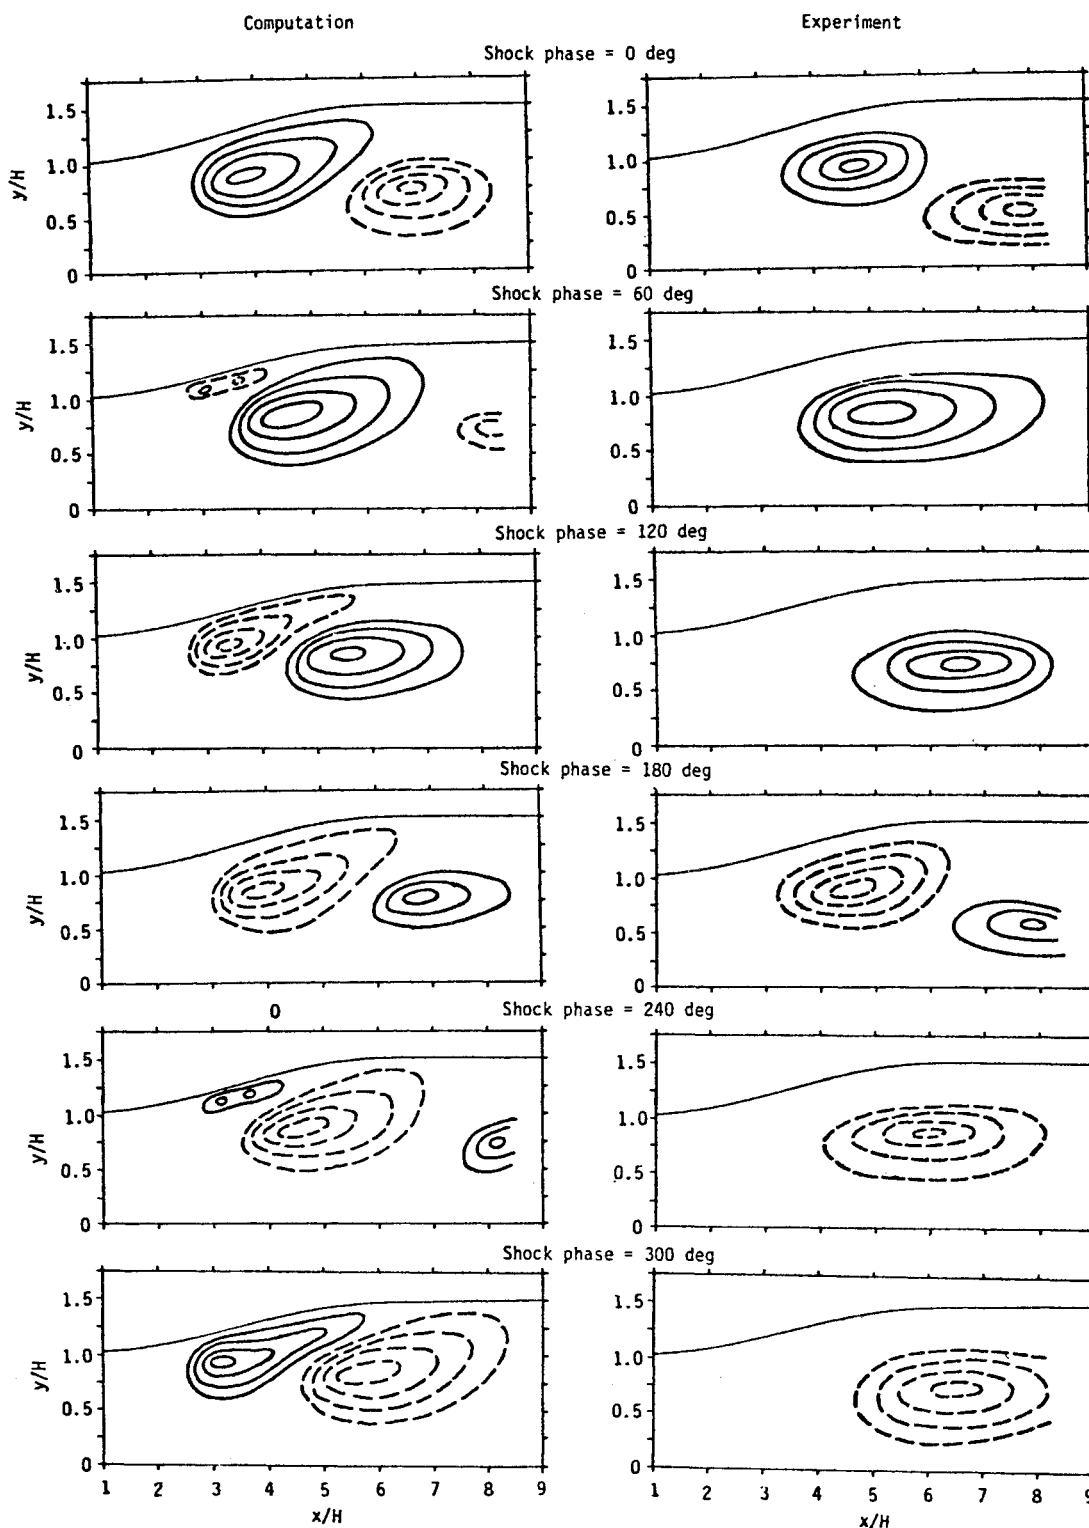 Computation Experiment
Shock phase = 0 deg
y/H
1.5 1.5
1.0 1.0
0.5 0.5
0 0
Shock phase = 60 deg
y/H
1.5 1.5
1.0 1.0
0.5 0.5
0 0
Shock phase = 120 deg
y/H
1.5 1.5
1.0 1.0
0.5 0.5
0 0
Shock phase = 180 deg
y/H
1.5 1.5
1.0 1.0
0.5 0.5
0 0
0 Shock phase = 240 deg
y/H
1.5 1.5
1.0 1.0
0.5 0.5
0 0
Shock phase = 300 deg
y/H
1.5 1.5
1.0 1.0
0.5 0.5
0 0
1 2 3 4 5 6 7 8 9 1 2 3 4 5 6 7 8 9
x/H x/H